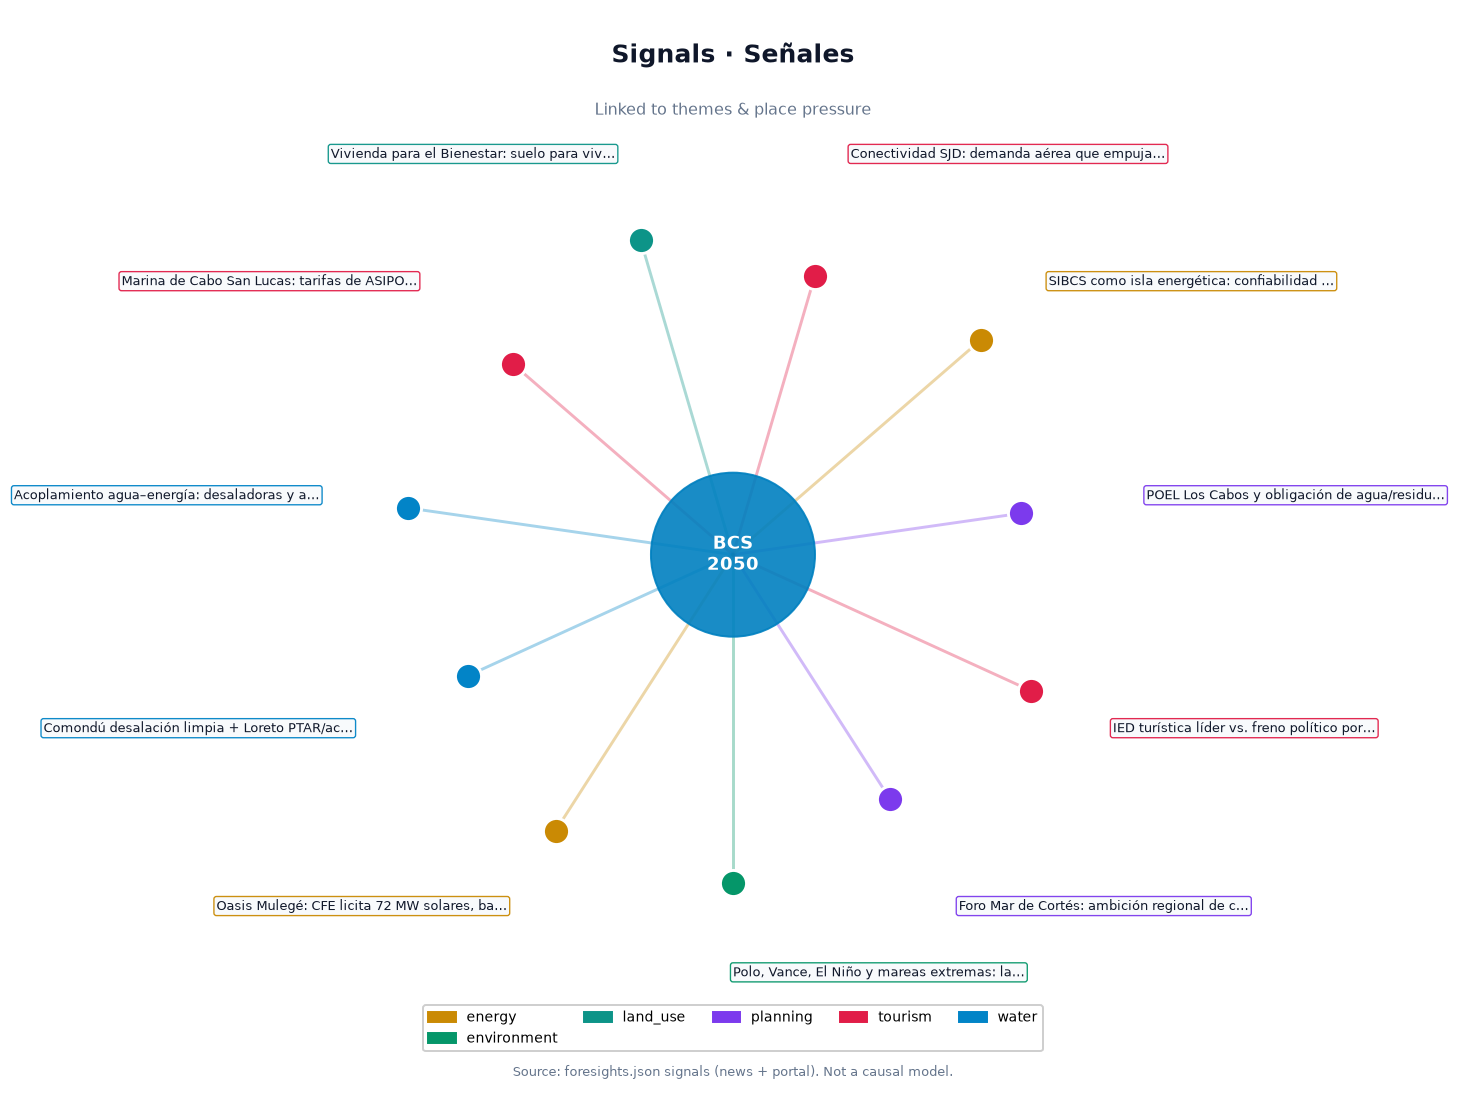 Signals · Señales
Linked to themes & place pressure
Vivienda para el Bienestar: suelo para viv...
Conectividad SJD: demanda aérea que empuja...
Marina de Cabo San Lucas: tarifas de ASIPO...
SIBCS como isla energética: confiabilidad ...
Acoplamiento agua–energía: desaladoras y a...
POEL Los Cabos y obligación de agua/residu...
BCS
2050
Comondú desalación limpia + Loreto PTAR/ac...
IED turística líder vs. freno político por...
Oasis Mulegé: CFE licita 72 MW solares, ba...
Foro Mar de Cortés: ambición regional de c...
Polo, Vance, El Niño y mareas extremas: la...
energy
land_use
planning
tourism
water
environment
Source: foresights.json signals (news + portal). Not a causal model.